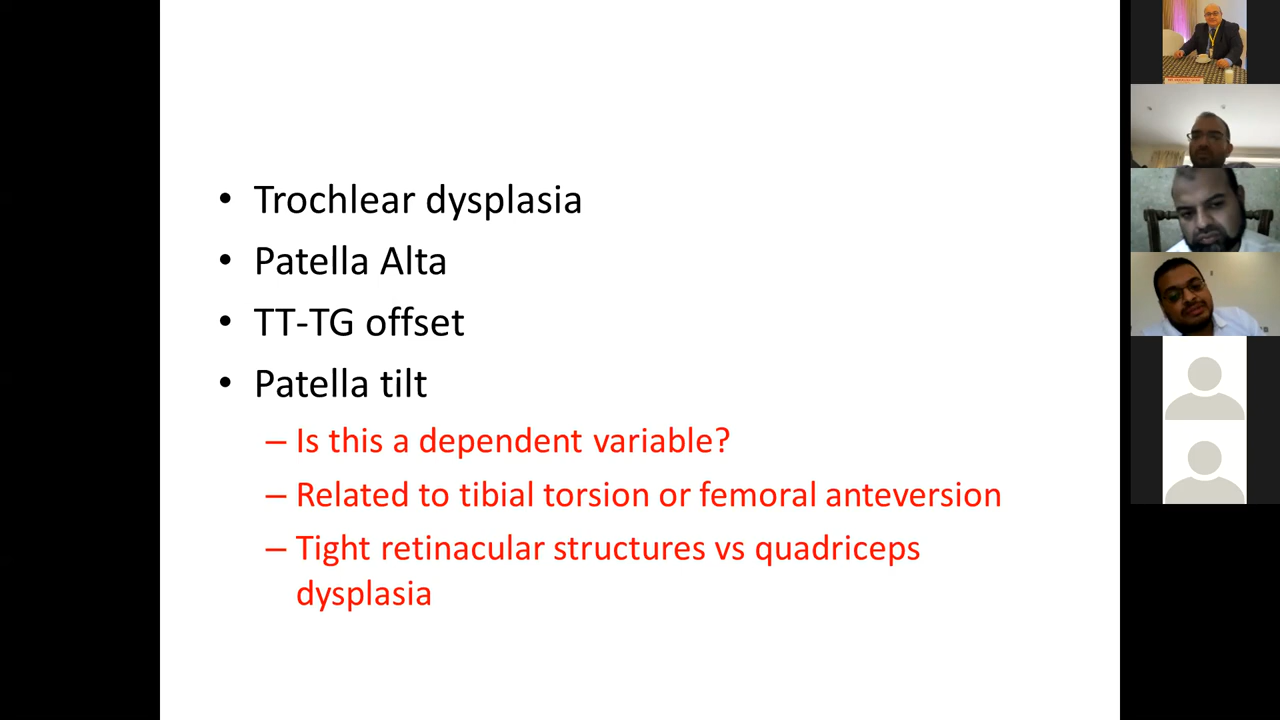 • Trochlear dysplasia
• Patella Alta
• TT-TG offset
• Patella tilt
– Is this a dependent variable?
– Related to tibial torsion or femoral anteversion
– Tight retinacular structures vs quadriceps
dysplasia